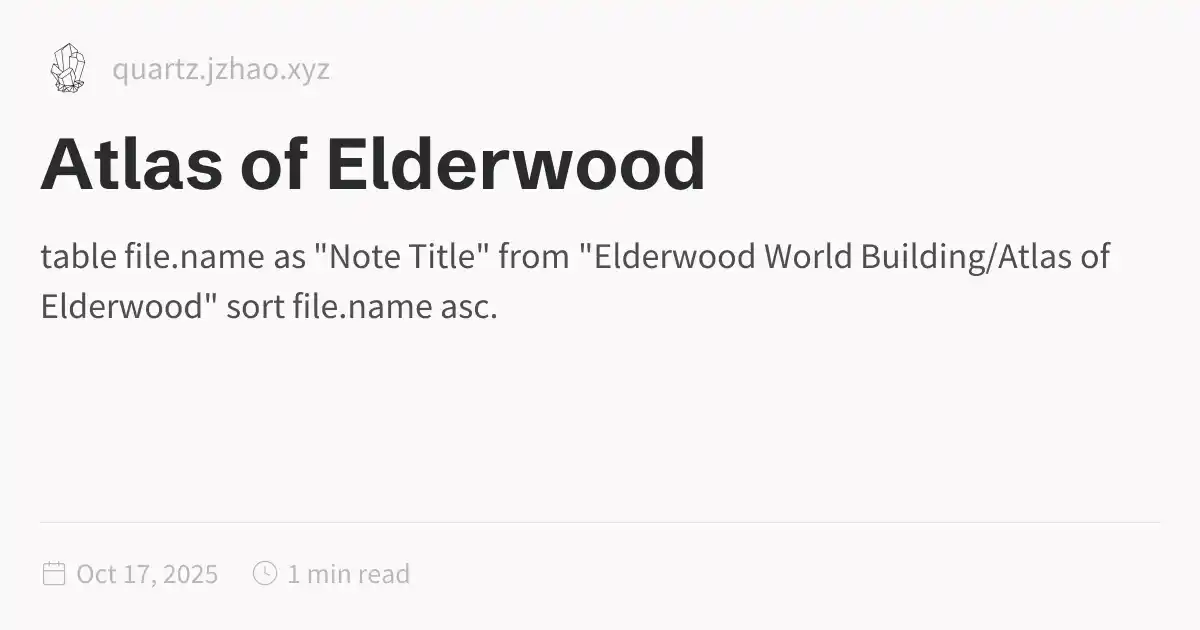 quartz.jzhao.xyz
Atlas of Elderwood
table file.name as "Note Title" from "Elderwood World Building/Atlas of
Elderwood" sort file.name asc.
Oct 17, 2025 1 min read